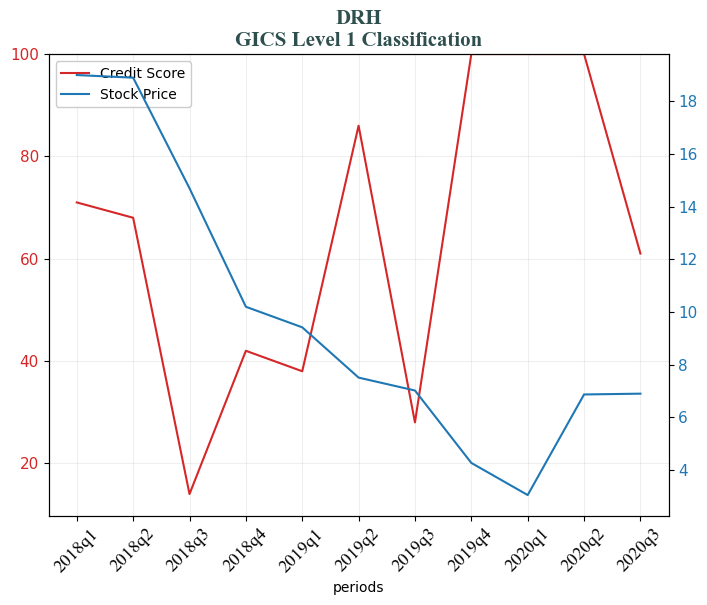 DRH
GICS Level 1 Classification
Credit Score
Stock Price
100
80
60
40
20
18
16
14
12
10
8
6
4
2018q1
2018q2
2018q3
2018q4
2019q1
2019q2
2019q3
2019q4
2020q1
2020q2
2020q3
periods